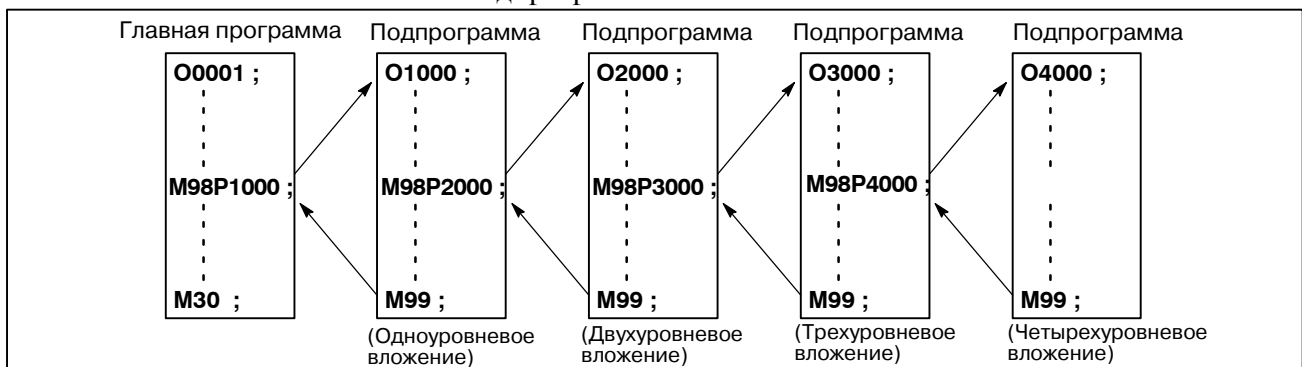 Главная программа
O0001 ;
M98P1000 ;
M30 ;
Подпрограмма
O1000 ;
M98P2000 ;
M99 ;
(Одноуровневое
вложение)
Подпрограмма
O2000 ;
M98P3000 ;
M99 ;
(Двухуровневое
вложение)
Подпрограмма
O3000 ;
M98P4000 ;
M99 ;
(Трехуровневое
вложение)
Подпрограмма
O4000 ;
M99 ;
(Четырехуровневое
вложение)